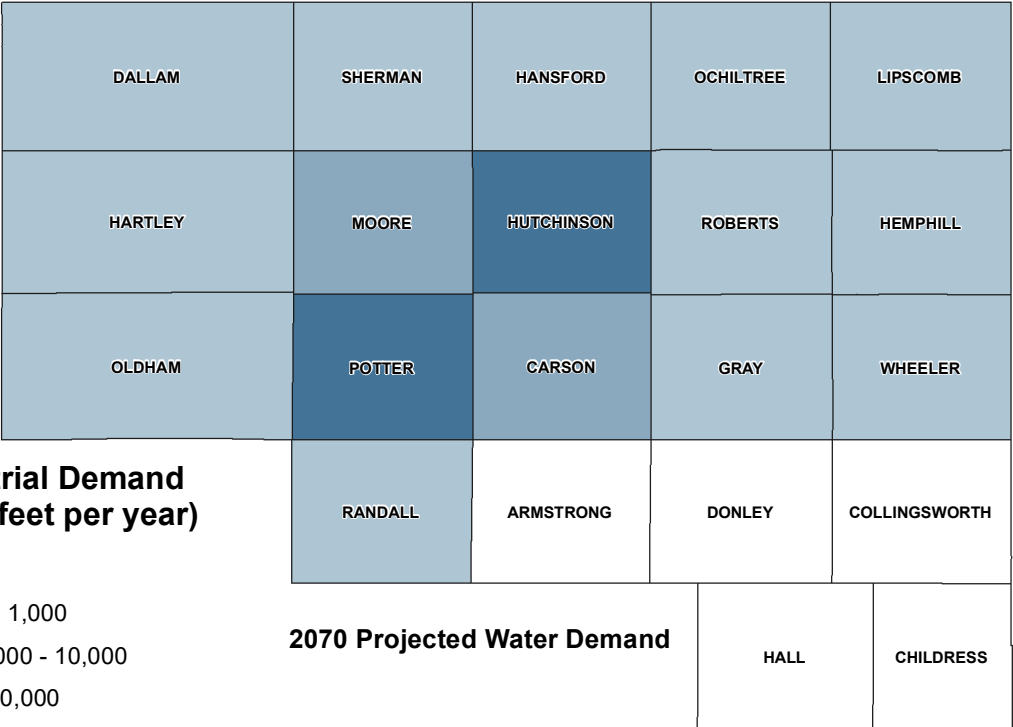 DALLAM
SHERMAN
HANSFORD
OCHILTREE
LIPSCOMB
HARTLEY
MOORE
HUTCHINSON
ROBERTS
HEMPHILL
OLDHAM
POTTER
CARSON
GRAY
WHEELER
RANDALL
ARMSTRONG
DONLEY
COLLINGSWORTH
HALL
CHILDRESS
2070 Projected Water Demand
trial Demand
feet per year)
1,000
000 - 10,000
0,000